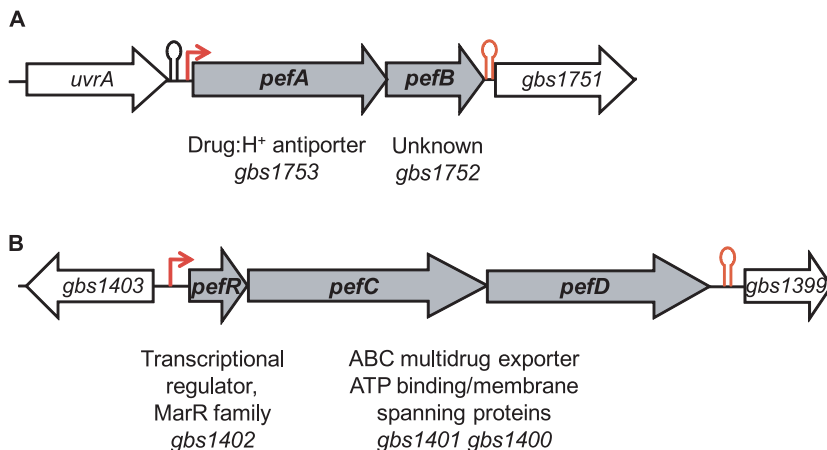 A
uvrA pefA pefB gbs1751
Drug:H⁺ antiporter
gbs1753
Unknown
gbs1752
B
gbs1403 pefR pefC pefD gbs1399
Transcriptional
regulator,
MarR family
gbs1402
ABC multidrug exporter
ATP binding/membrane
spanning proteins
gbs1401 gbs1400